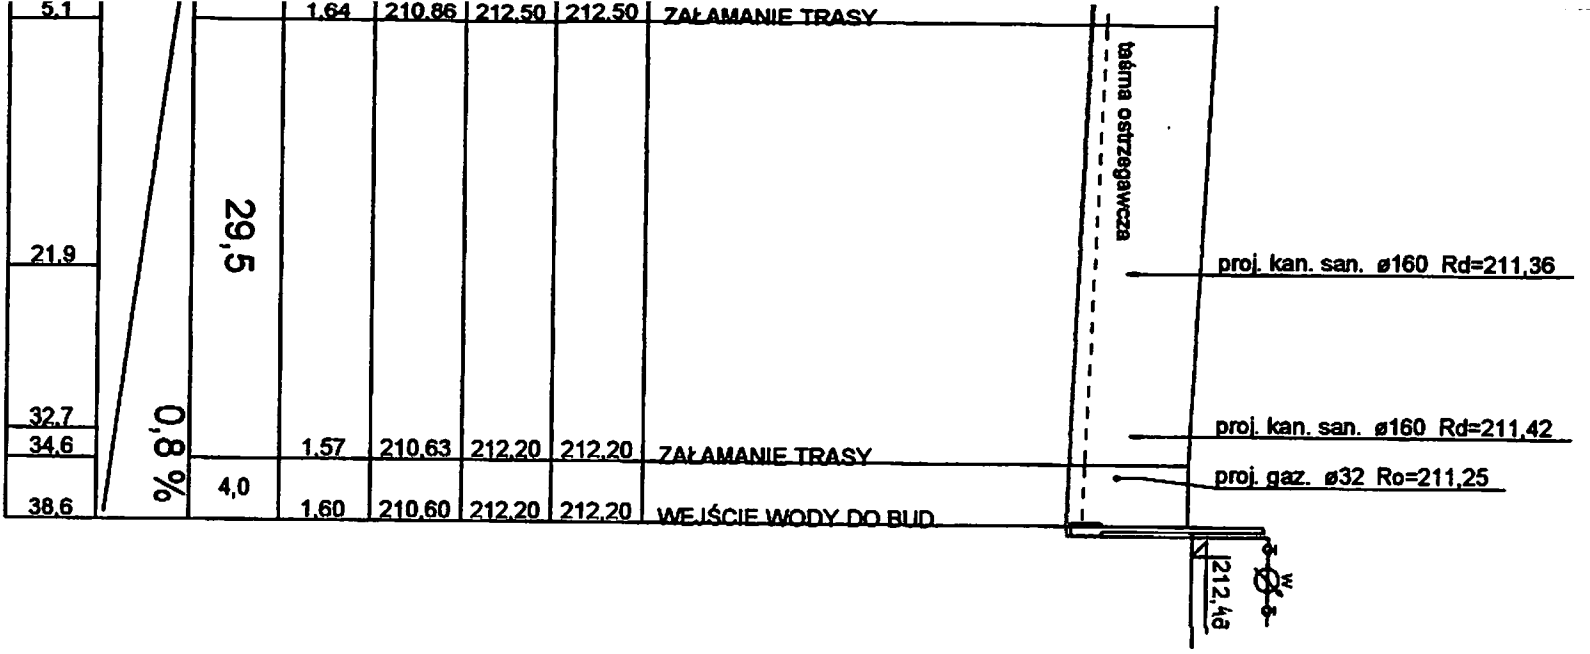 5,1 1,64 210,86 212,50 212,50 ZAŁAMANIE TRASY
taśma ostrzegawcza
29,5
21,9
proj. kan. san. ø160 Rd=211,36
32,7
proj. kan. san. ø160 Rd=211,42
0,8 %
34,6 1,57 210,63 212,20 212,20 ZAŁAMANIE TRASY
proj. gaz. ø32 Ro=211,25
4,0
38,6 1,60 210,60 212,20 212,20 WEJŚCIE WODY DO BUD.
W